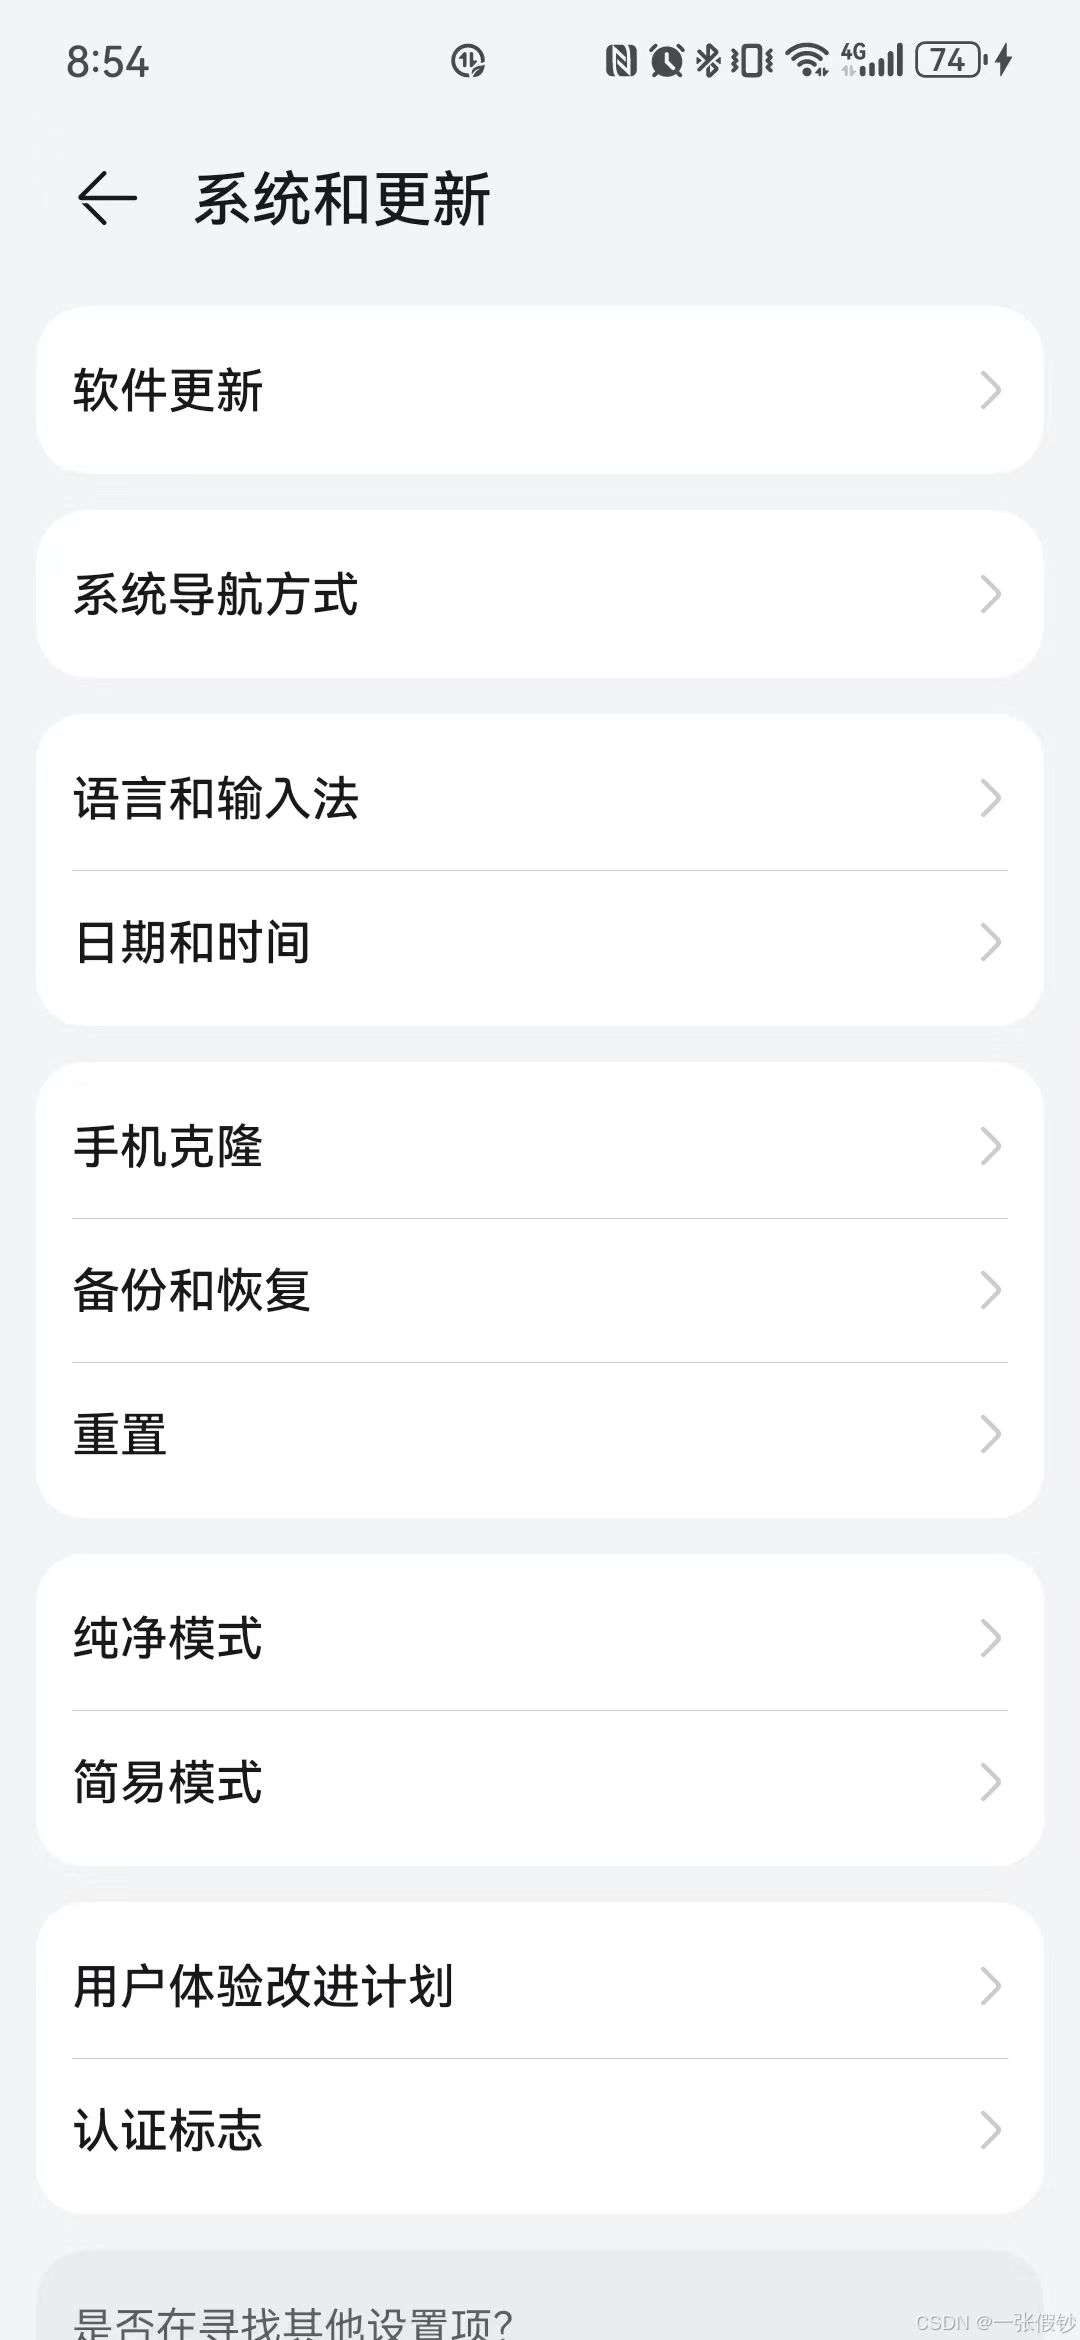 8:54
4G
74
系统和更新
软件更新
系统导航方式
语言和输入法
日期和时间
手机克隆
备份和恢复
重置
纯净模式
简易模式
用户体验改进计划
认证标志
是否在寻找其他设置项?
CSDN @一张假钞